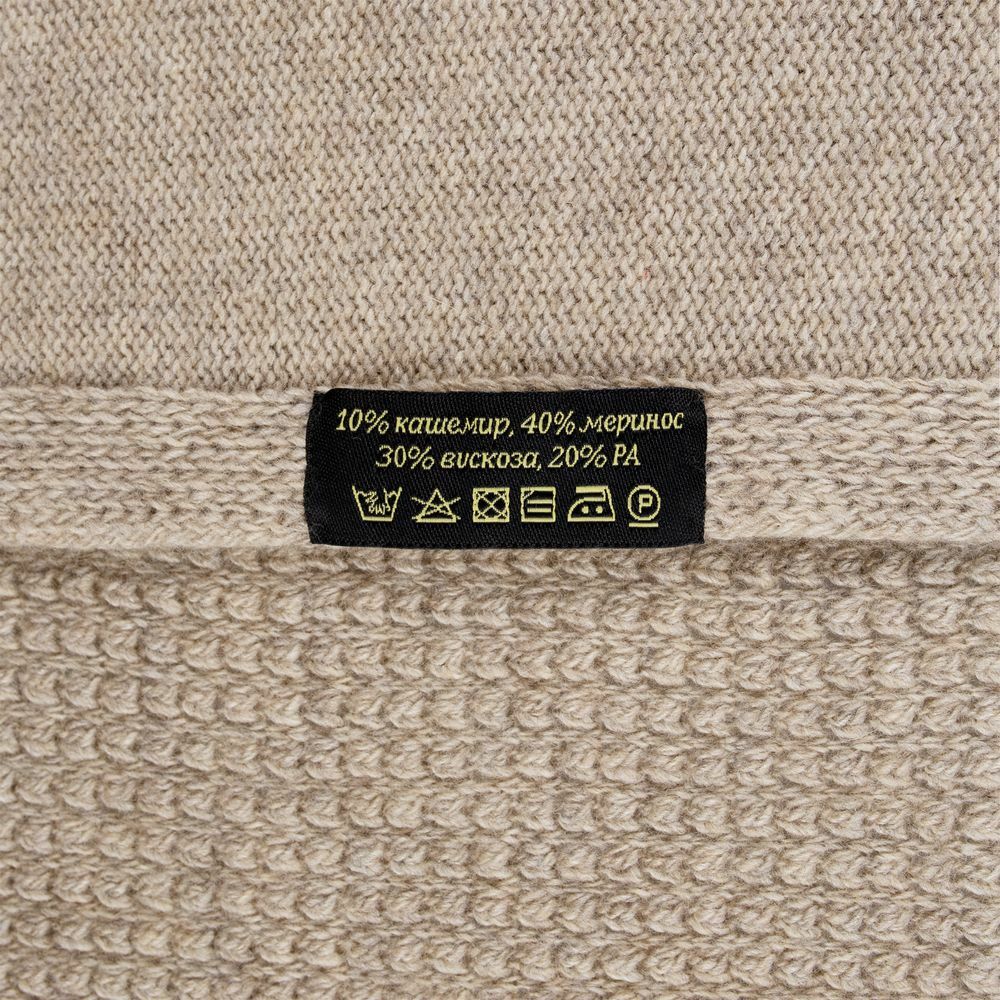 10% кашемир, 40% меринос
30% вискоза, 20% PA
P